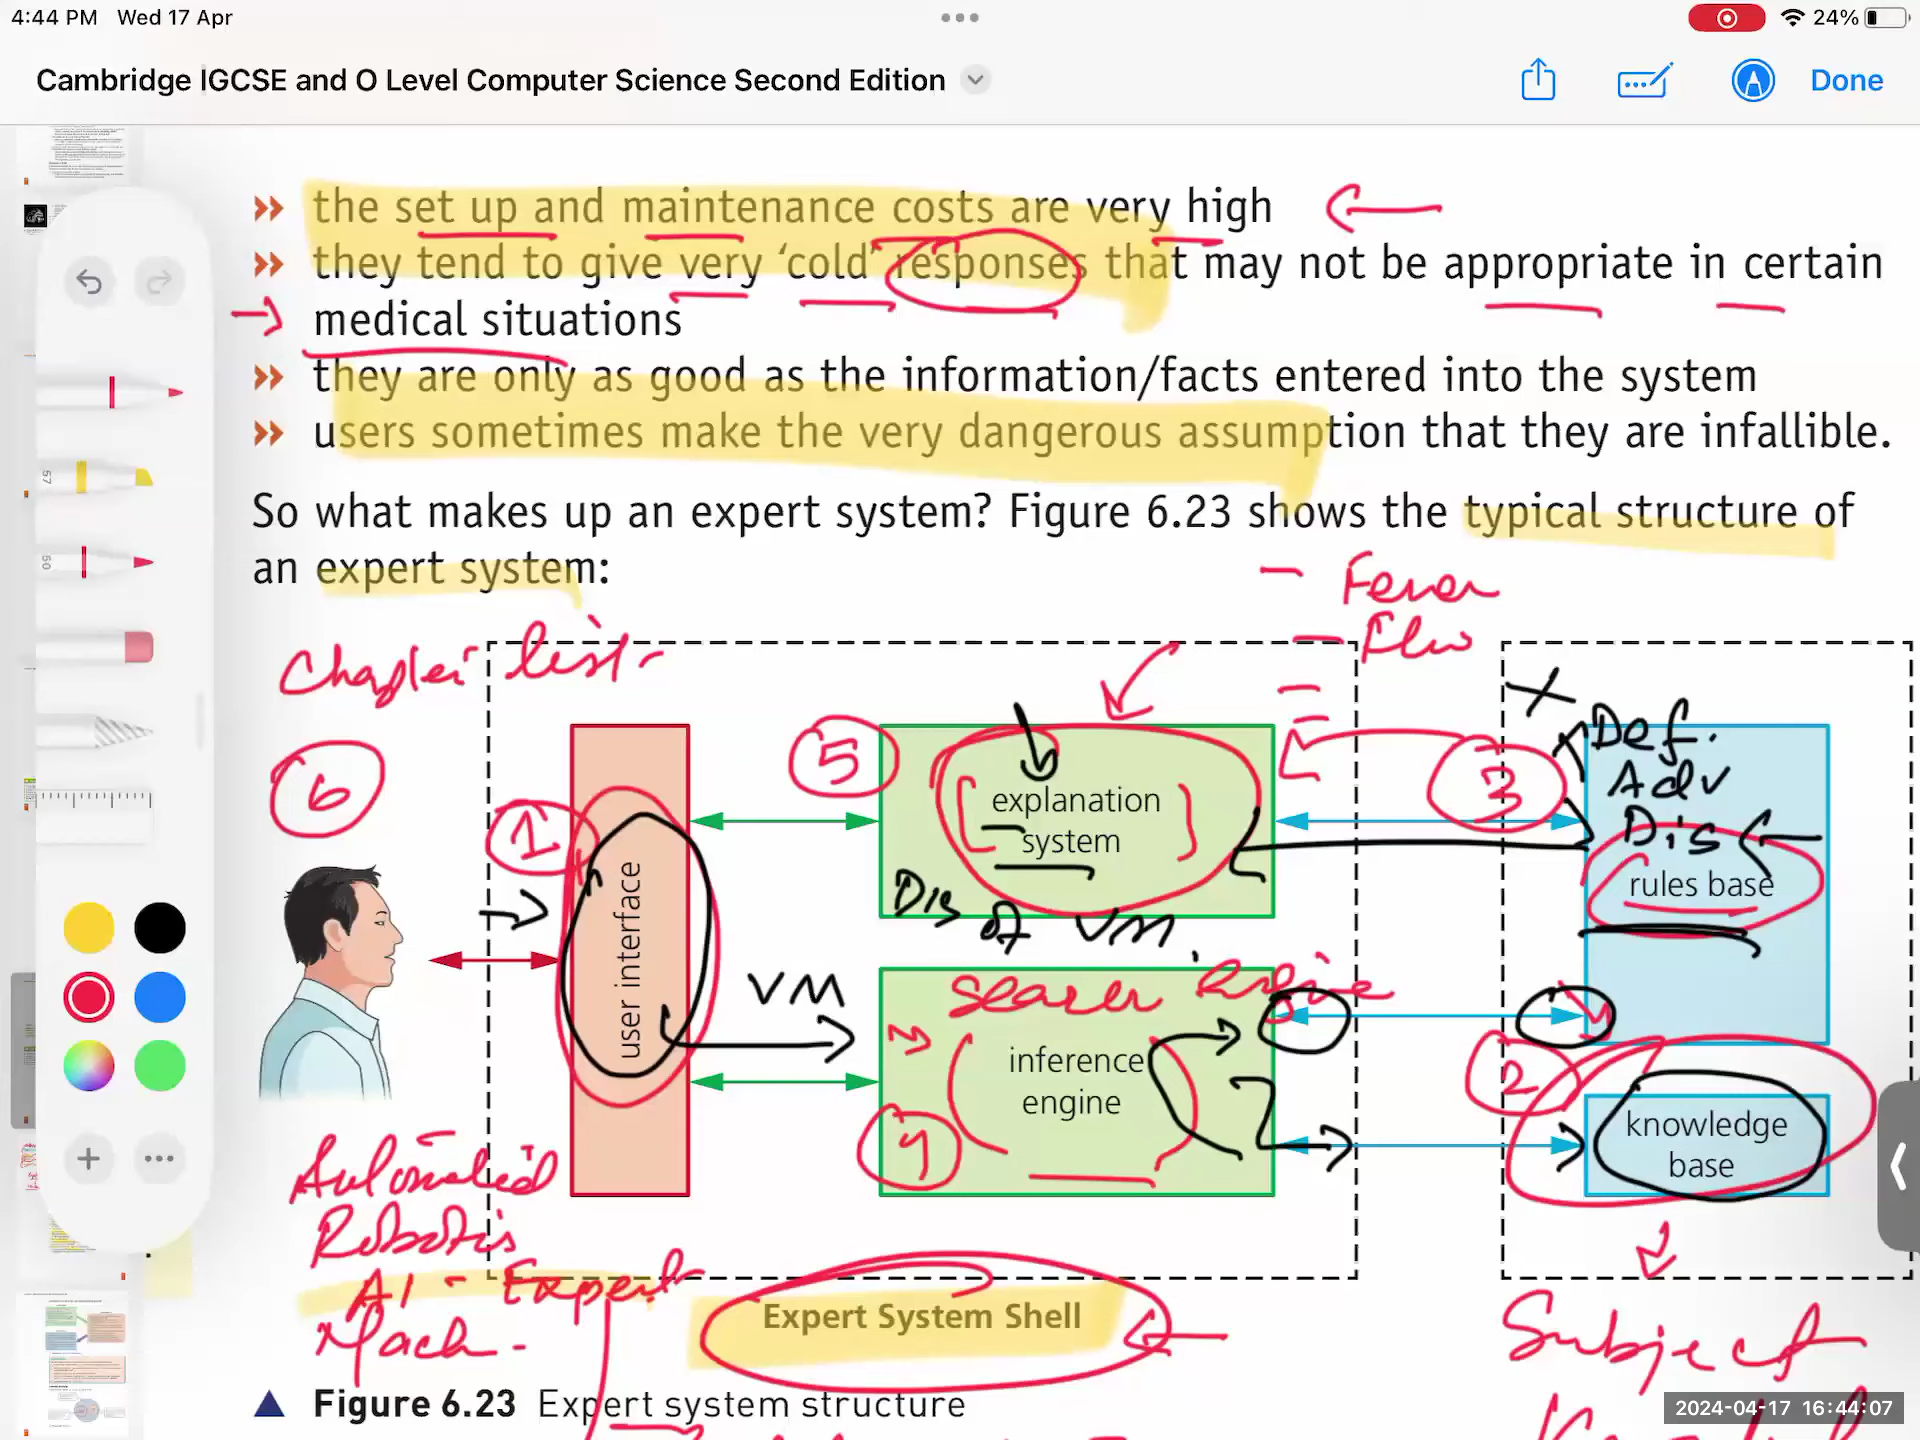 4:44 PM Wed 17 Apr
24%
Cambridge IGCSE and O Level Computer Science Second Edition
Done
» the set up and maintenance costs are very high
» they tend to give very ‘cold’ responses that may not be appropriate in certain
medical situations
» they are only as good as the information/facts entered into the system
» users sometimes make the very dangerous assumption that they are infallible.
So what makes up an expert system? Figure 6.23 shows the typical structure of
an expert system:
- Fever
- Flu
Chapter list
Def.
Adv
Dis
6
5
3
1
explanation
system
rules base
Dis of VM
user interface
VM
Search Engine
inference
engine
4
2
knowledge
base
Automated
Robotis
AI - Expert
Mach -
Expert System Shell
Subject
▲ Figure 6.23 Expert system structure
57
50
2024-04-17 16:44:07